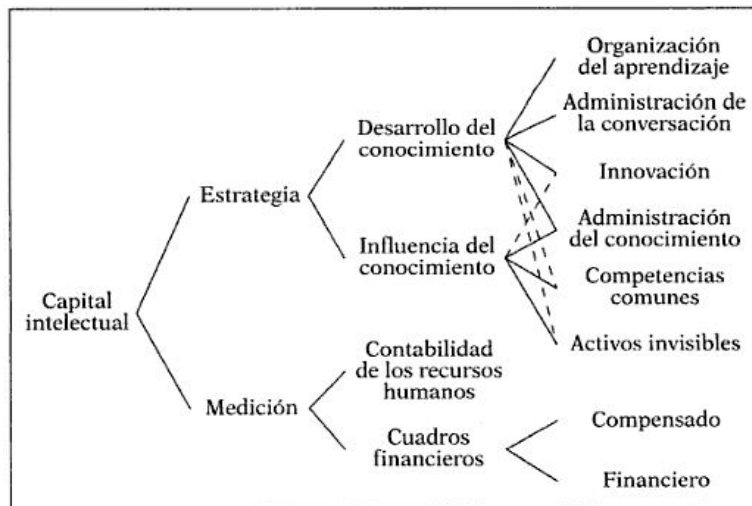 Organización
del aprendizaje
Administración de
la conversación
Desarrollo del
conocimiento
Innovación
Estrategia
Administración
del conocimiento
Influencia del
conocimiento
Competencias
comunes
Capital
intelectual
Activos invisibles
Contabilidad
de los recursos
humanos
Medición
Compensado
Cuadros
financieros
Financiero